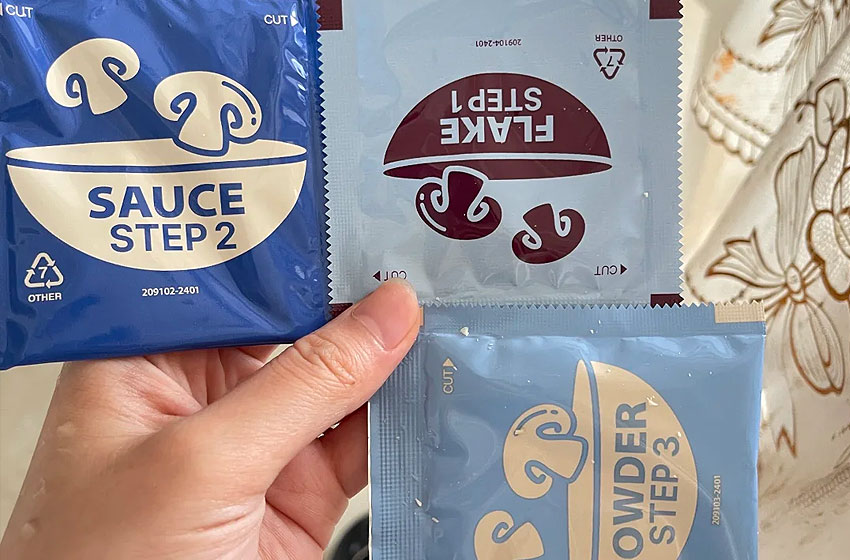 CUT
CUT
SAUCE
STEP 2
7
OTHER
209102-2401
FLAKE
STEP 1
209104-2401
7
OTHER
CUT
CUT
CUT
OWDER
STEP 3
209103-2401